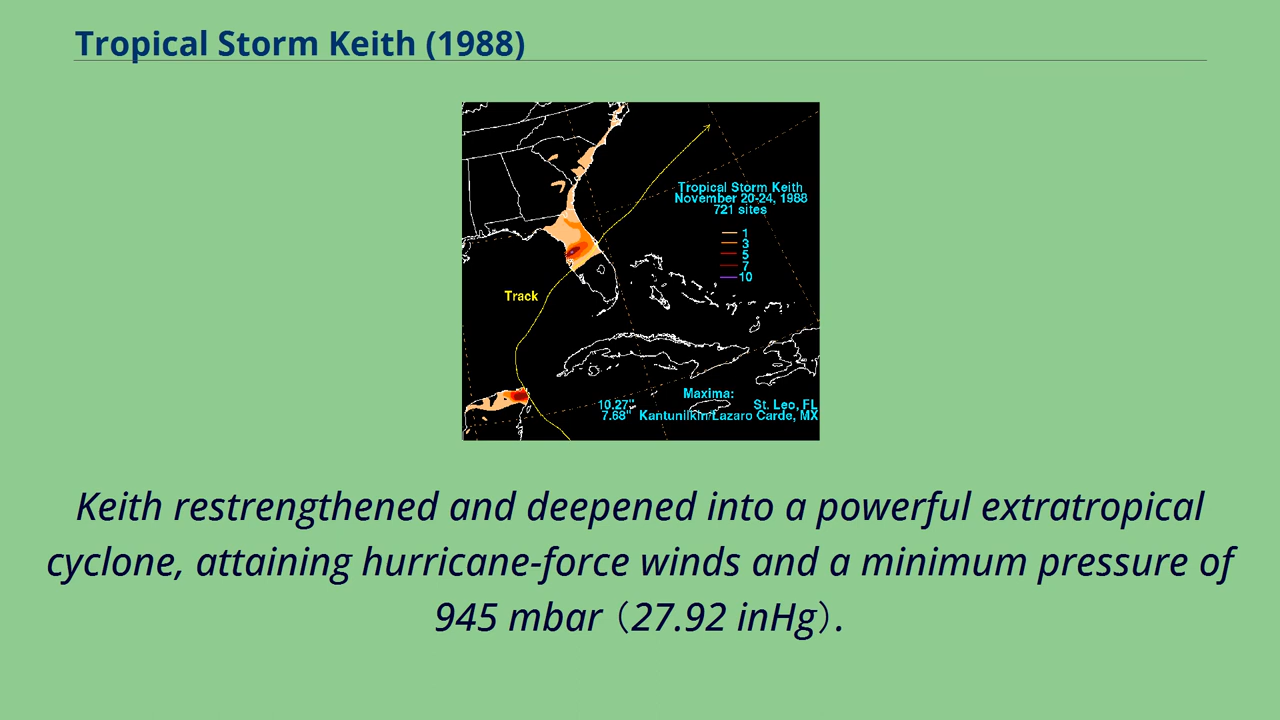 Tropical Storm Keith (1988)
Tropical Storm Keith
November 20-24, 1988
721 sites
1
3
5
7
10
Track
Maxima:
10.27" St. Leo, FL
7.68" Kantunilkin/Lazaro Carde, MX
Keith restrengthened and deepened into a powerful extratropical
cyclone, attaining hurricane-force winds and a minimum pressure of
945 mbar (27.92 inHg).